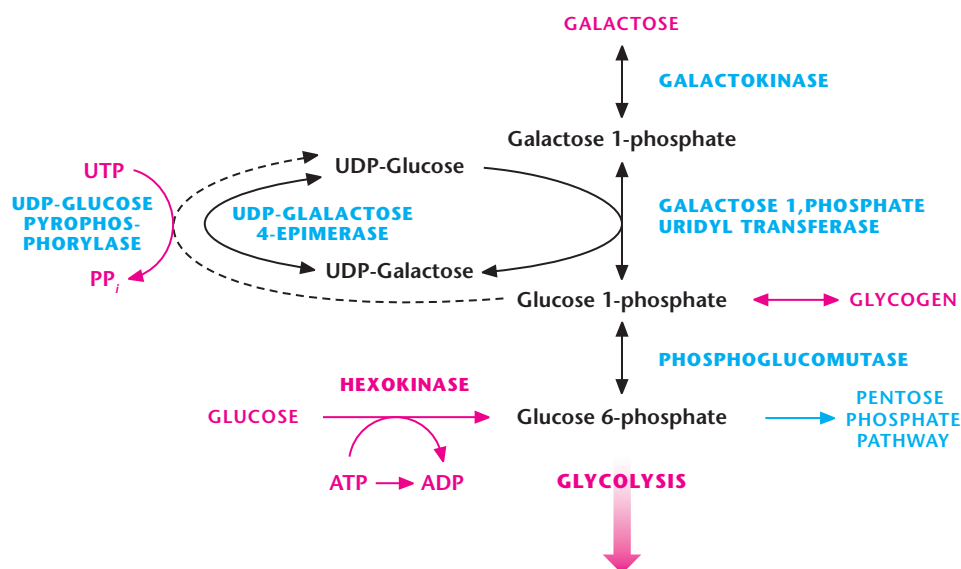 GALACTOSE
GALACTOKINASE
Galactose 1-phosphate
UDP-Glucose
UTP
UDP-GLUCOSE
PYROPHOS-
PHORYLASE
UDP-GLALACTOSE
4-EPIMERASE
GALACTOSE 1,PHOSPHATE
URIDYL TRANSFERASE
UDP-Galactose
PPi
Glucose 1-phosphate
GLYCOGEN
PHOSPHOGLUCOMUTASE
HEXOKINASE
GLUCOSE
Glucose 6-phosphate
PENTOSE
PHOSPHATE
PATHWAY
ATP
ADP
GLYCOLYSIS